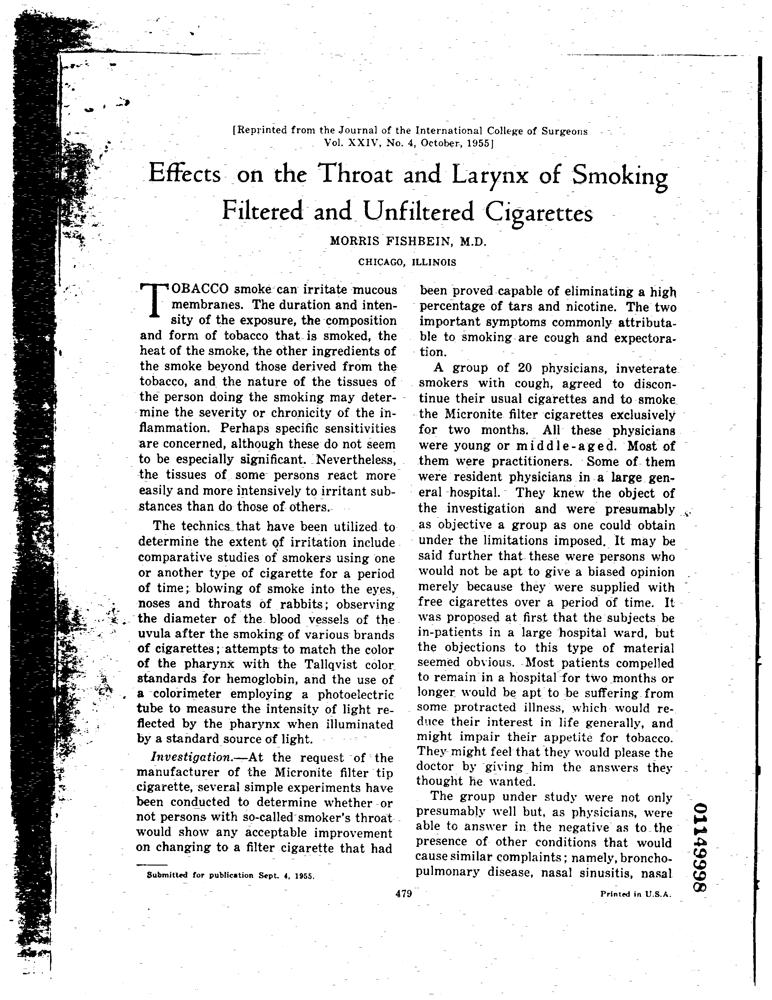 [Reprinted from the Journal of the International College of Surgeons
Vol. XXIV, No. 4, October, 1955]
Effects on the Throat and Larynx of Smoking
Filtered and Unfiltered Cigarettes
MORRIS FISHBEIN, M.D.
CHICAGO, ILLINOIS
TOBACCO smoke can irritate mucous
membranes. The duration and inten-
sity of the exposure, the composition
and form of tobacco that is smoked, the
heat of the smoke, the other ingredients of
the smoke beyond those derived from the
tobacco, and the nature of the tissues of
the person doing the smoking may deter-
mine the severity or chronicity of the in-
flammation. Perhaps specific sensitivities
are concerned, although these do not seem
to be especially significant. Nevertheless,
the tissues of some persons react more
easily and more intensively to irritant sub-
stances than do those of others.
The technics that have been utilized to
determine the extent of irritation include
comparative studies of smokers using one
or another type of cigarette for a period
of time; blowing of smoke into the eyes,
noses and throats of rabbits; observing
the diameter of the blood vessels of the
uvula after the smoking of various brands
of cigarettes; attempts to match the color
of the pharynx with the Tallqvist color
standards for hemoglobin, and the use of
a colorimeter employing a photoelectric
tube to measure the intensity of light re-
flected by the pharynx when illuminated
by a standard source of light.
Investigation.—At the request of the
manufacturer of the Micronite filter tip
cigarette, several simple experiments have
been conducted to determine whether or
not persons with so-called smoker's throat
would show any acceptable improvement
on changing to a filter cigarette that had
Submitted for publication Sept. 4, 1955.
been proved capable of eliminating a high
percentage of tars and nicotine. The two
important symptoms commonly attributa-
ble to smoking are cough and expectora-
tion.
A group of 20 physicians, inveterate
smokers with cough, agreed to discon-
tinue their usual cigarettes and to smoke
the Micronite filter cigarettes exclusively
for two months. All these physicians
were young or middle-aged. Most of
them were practitioners. Some of them
were resident physicians in a large gen-
eral hospital. They knew the object of
the investigation and were presumably
as objective a group as one could obtain
under the limitations imposed. It may be
said further that these were persons who
would not be apt to give a biased opinion
merely because they were supplied with
free cigarettes over a period of time. It
was proposed at first that the subjects be
in-patients in a large hospital ward, but
the objections to this type of material
seemed obvious. Most patients compelled
to remain in a hospital for two months or
longer would be apt to be suffering from
some protracted illness, which would re-
duce their interest in life generally, and
might impair their appetite for tobacco.
They might feel that they would please the
doctor by giving him the answers they
thought he wanted.
The group under study were not only
presumably well but, as physicians, were
able to answer in the negative as to the
presence of other conditions that would
cause similar complaints; namely, broncho-
pulmonary disease, nasal sinusitis, nasal
479
Printed in U.S.A.
01149998